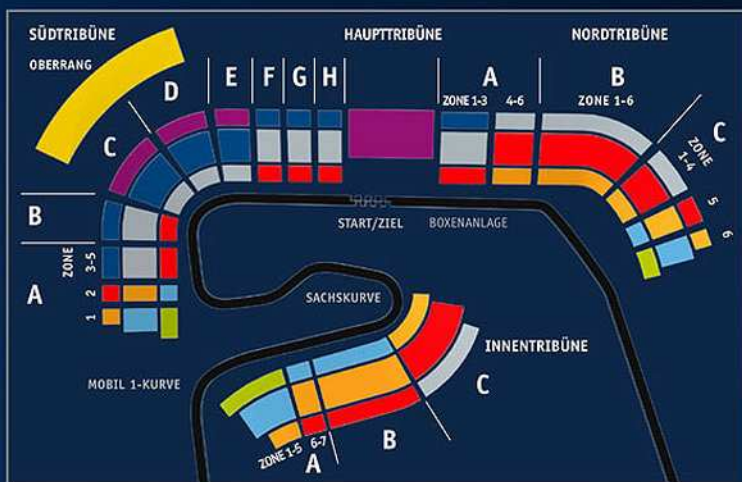 SÜDTRIBÜNE
OBERRANG
HAUPTTRIBÜNE
NORDTRIBÜNE
D
E
F
G
H
A
ZONE 1-3
4-6
B
ZONE 1-6
C
ZONE
1-4
5
6
C
B
A
ZONE
3-5
2
1
START/ZIEL
BOXENANLAGE
SACHSKURVE
INNENTRIBÜNE
MOBIL 1-KURVE
C
B
ZONE 1-5
6-7
A